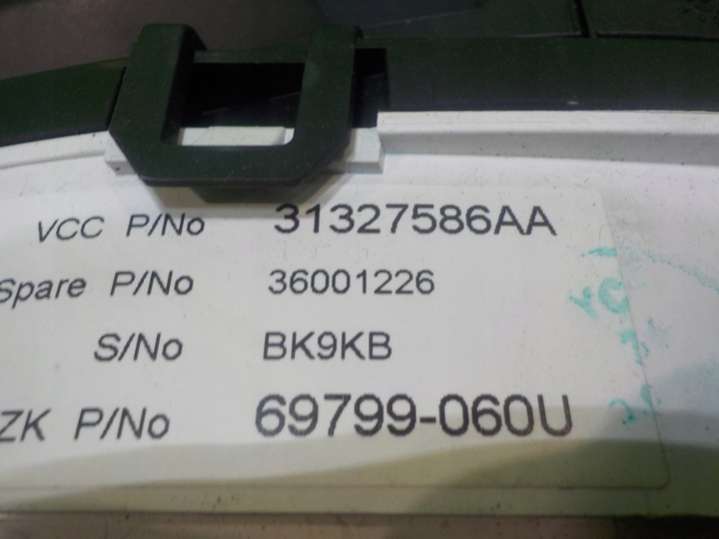 VCC P/No 31327586AA
Spare P/No 36001226
S/No BK9KB
ZK P/No 69799-060U